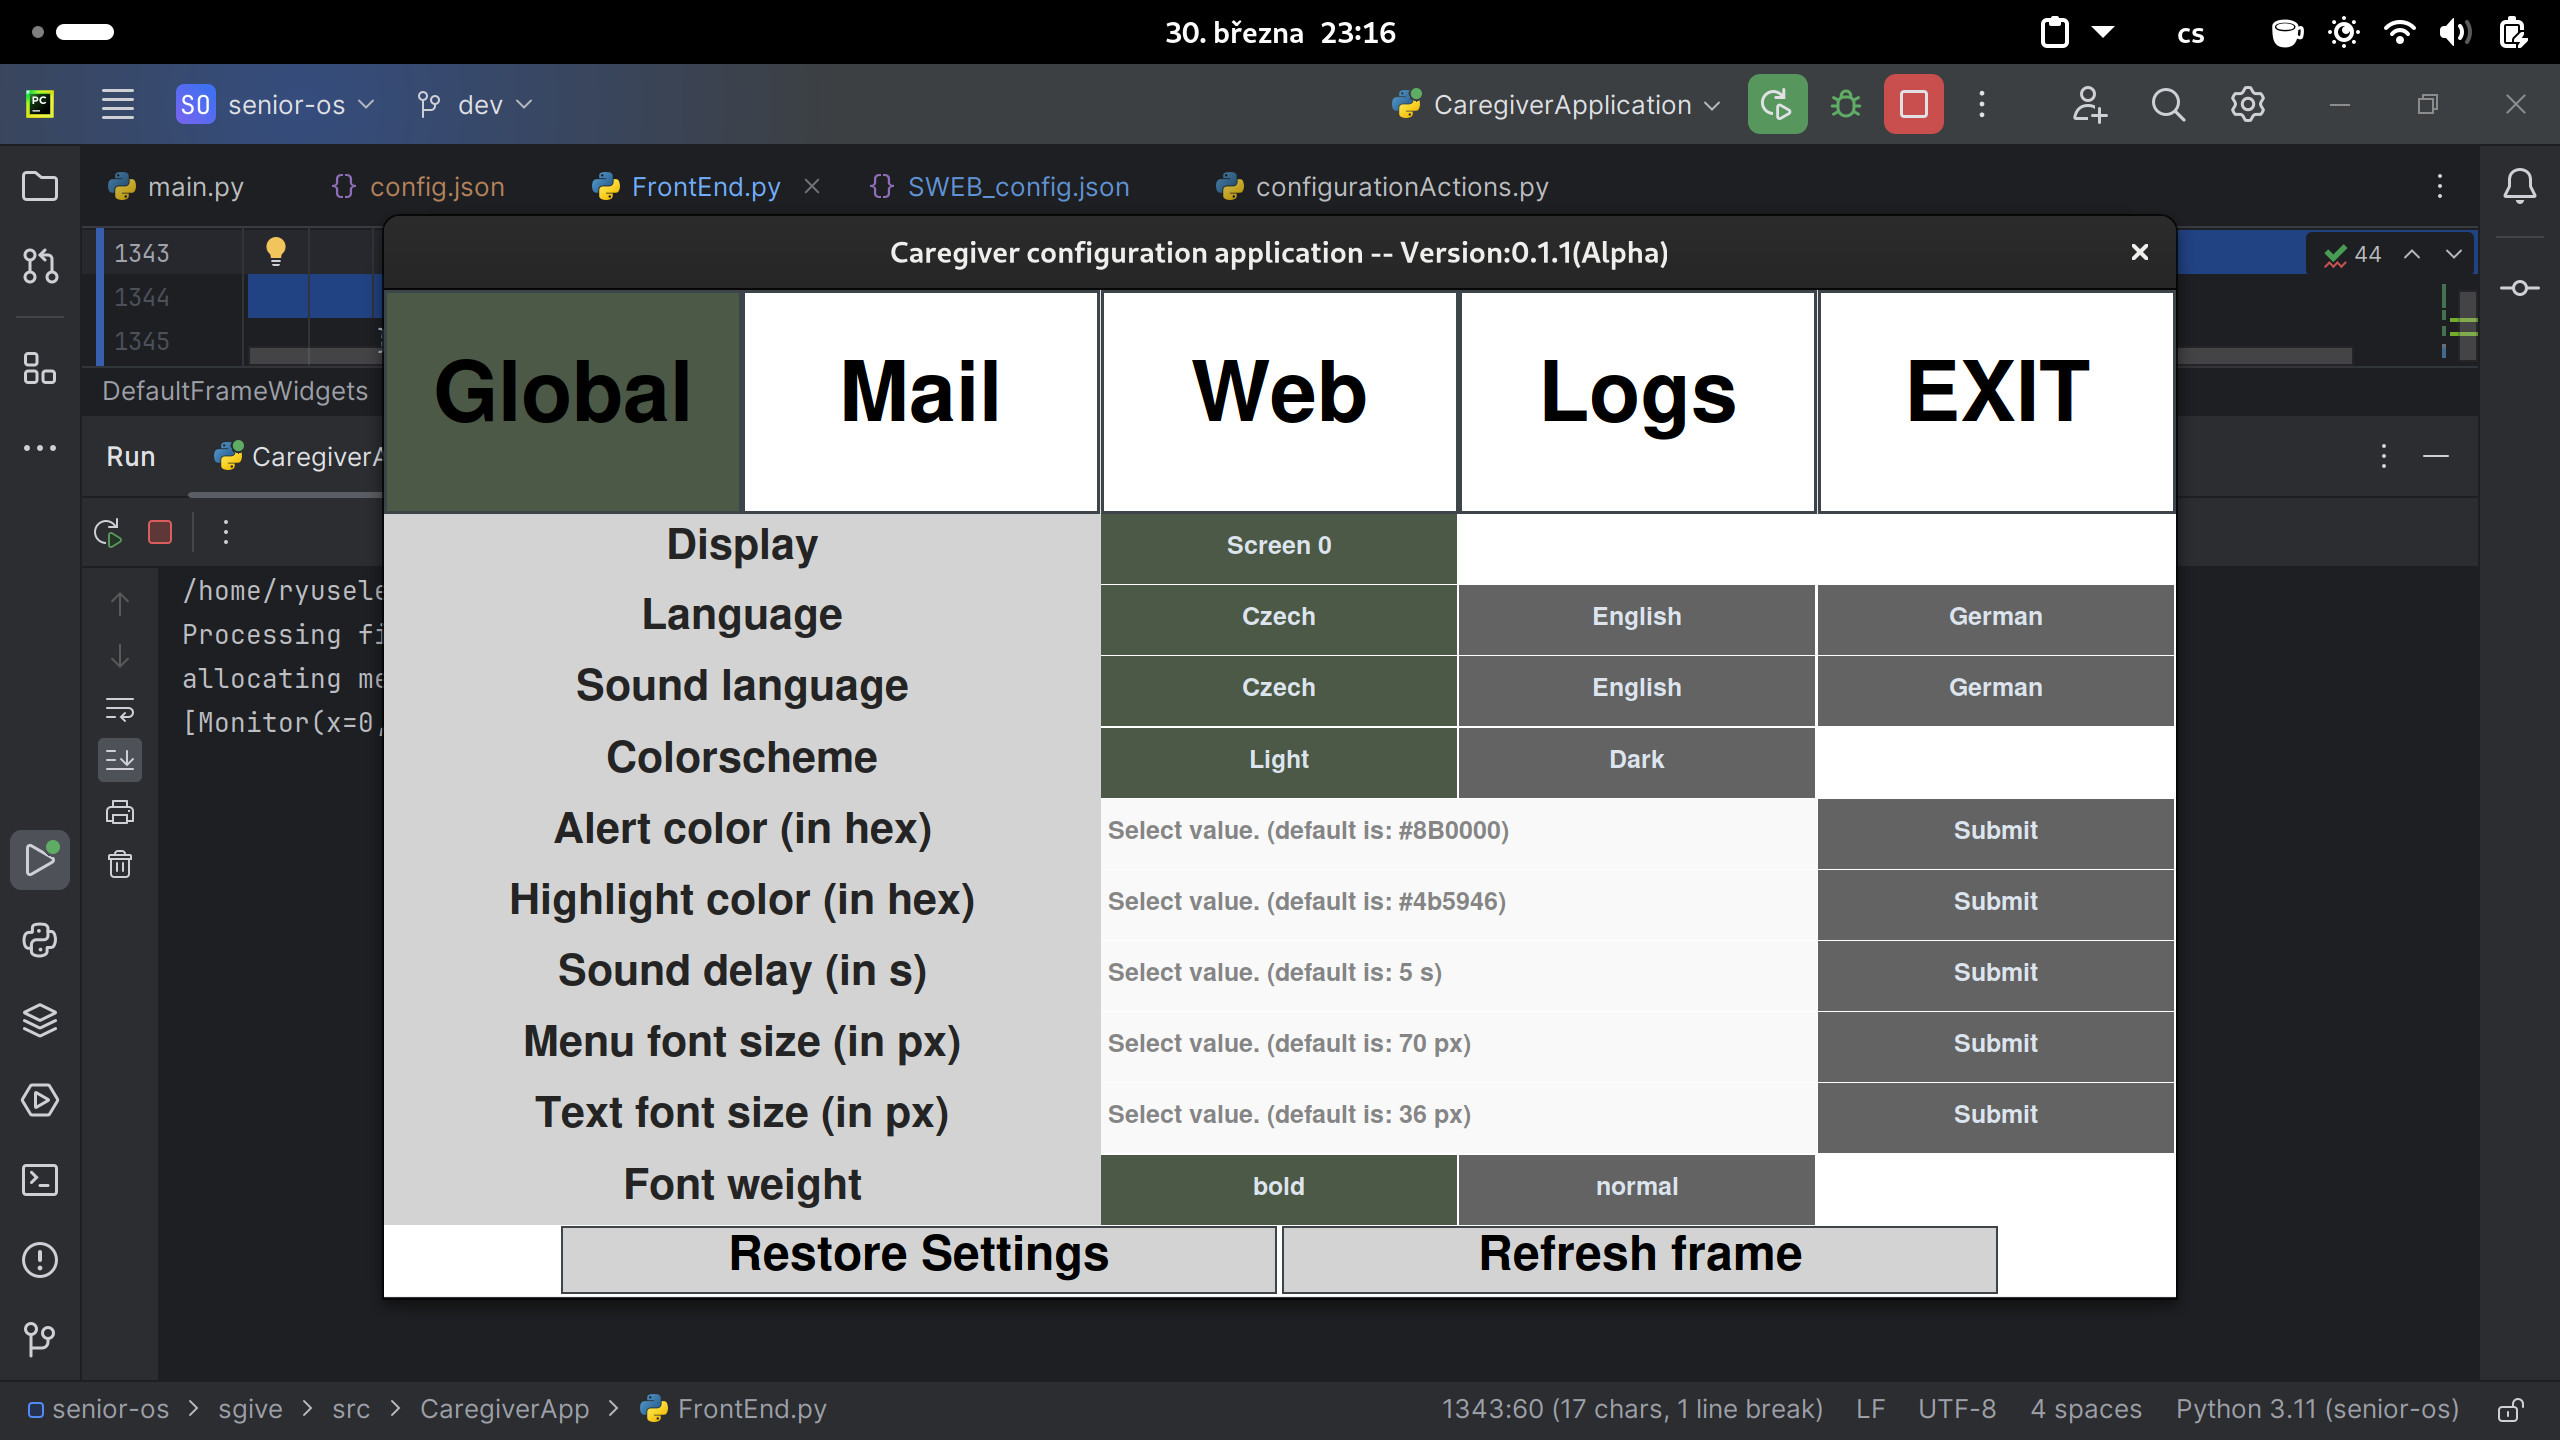 30. března 23:16
cs
PC
SO senior-os dev CaregiverApplication
main.py config.json FrontEnd.py SWEB_config.json configurationActions.py
Caregiver configuration application -- Version:0.1.1(Alpha)
1343
44
1344
1345
DefaultFrameWidgets
Global Mail Web Logs EXIT
Run
Display Screen 0
/home/ryusele
Language Czech English German
Processing
Sound language Czech English German
allocating
[Monitor(x=0,
Colorscheme Light Dark
Alert color (in hex) Select value. (default is: #8B0000) Submit
Highlight color (in hex) Select value. (default is: #4b5946) Submit
Sound delay (in s) Select value. (default is: 5 s) Submit
Menu font size (in px) Select value. (default is: 70 px) Submit
Text font size (in px) Select value. (default is: 36 px) Submit
Font weight bold normal
Restore Settings Refresh frame
senior-os > sgive > src > CaregiverApp > FrontEnd.py 1343:60 (17 chars, 1 line break) LF UTF-8 4 spaces Python 3.11 (senior-os)